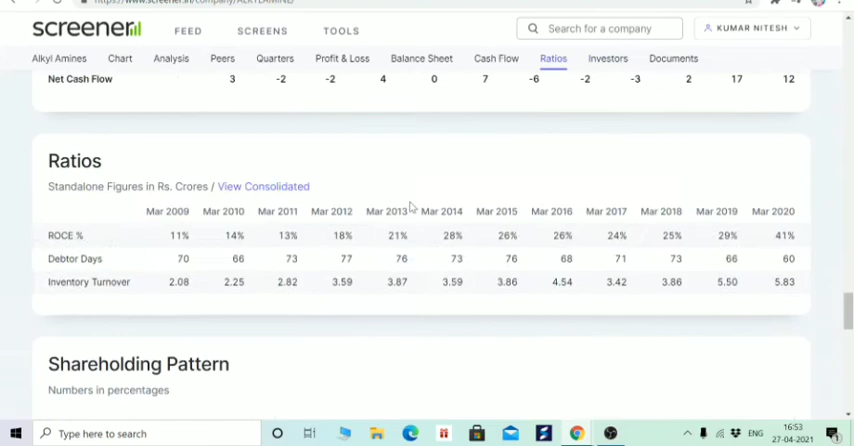 https://www.screener.in/company/ALKYLAMINE/
screener
FEED SCREENS TOOLS
Search for a company
KUMAR NITESH
Alkyl Amines Chart Analysis Peers Quarters Profit & Loss Balance Sheet Cash Flow Ratios Investors Documents
Net Cash Flow 3 -2 -2 4 0 7 -6 -2 -3 2 17 12
Ratios
Standalone Figures in Rs. Crores / View Consolidated
Mar 2009 Mar 2010 Mar 2011 Mar 2012 Mar 2013 Mar 2014 Mar 2015 Mar 2016 Mar 2017 Mar 2018 Mar 2019 Mar 2020
ROCE % 11% 14% 13% 18% 21% 28% 26% 26% 24% 25% 29% 41%
Debtor Days 70 66 73 77 76 73 76 68 71 73 66 60
Inventory Turnover 2.08 2.25 2.82 3.59 3.87 3.59 3.86 4.54 3.42 3.86 5.50 5.83
Shareholding Pattern
Numbers in percentages
Type here to search
ENG
16:53
27-04-2021
1